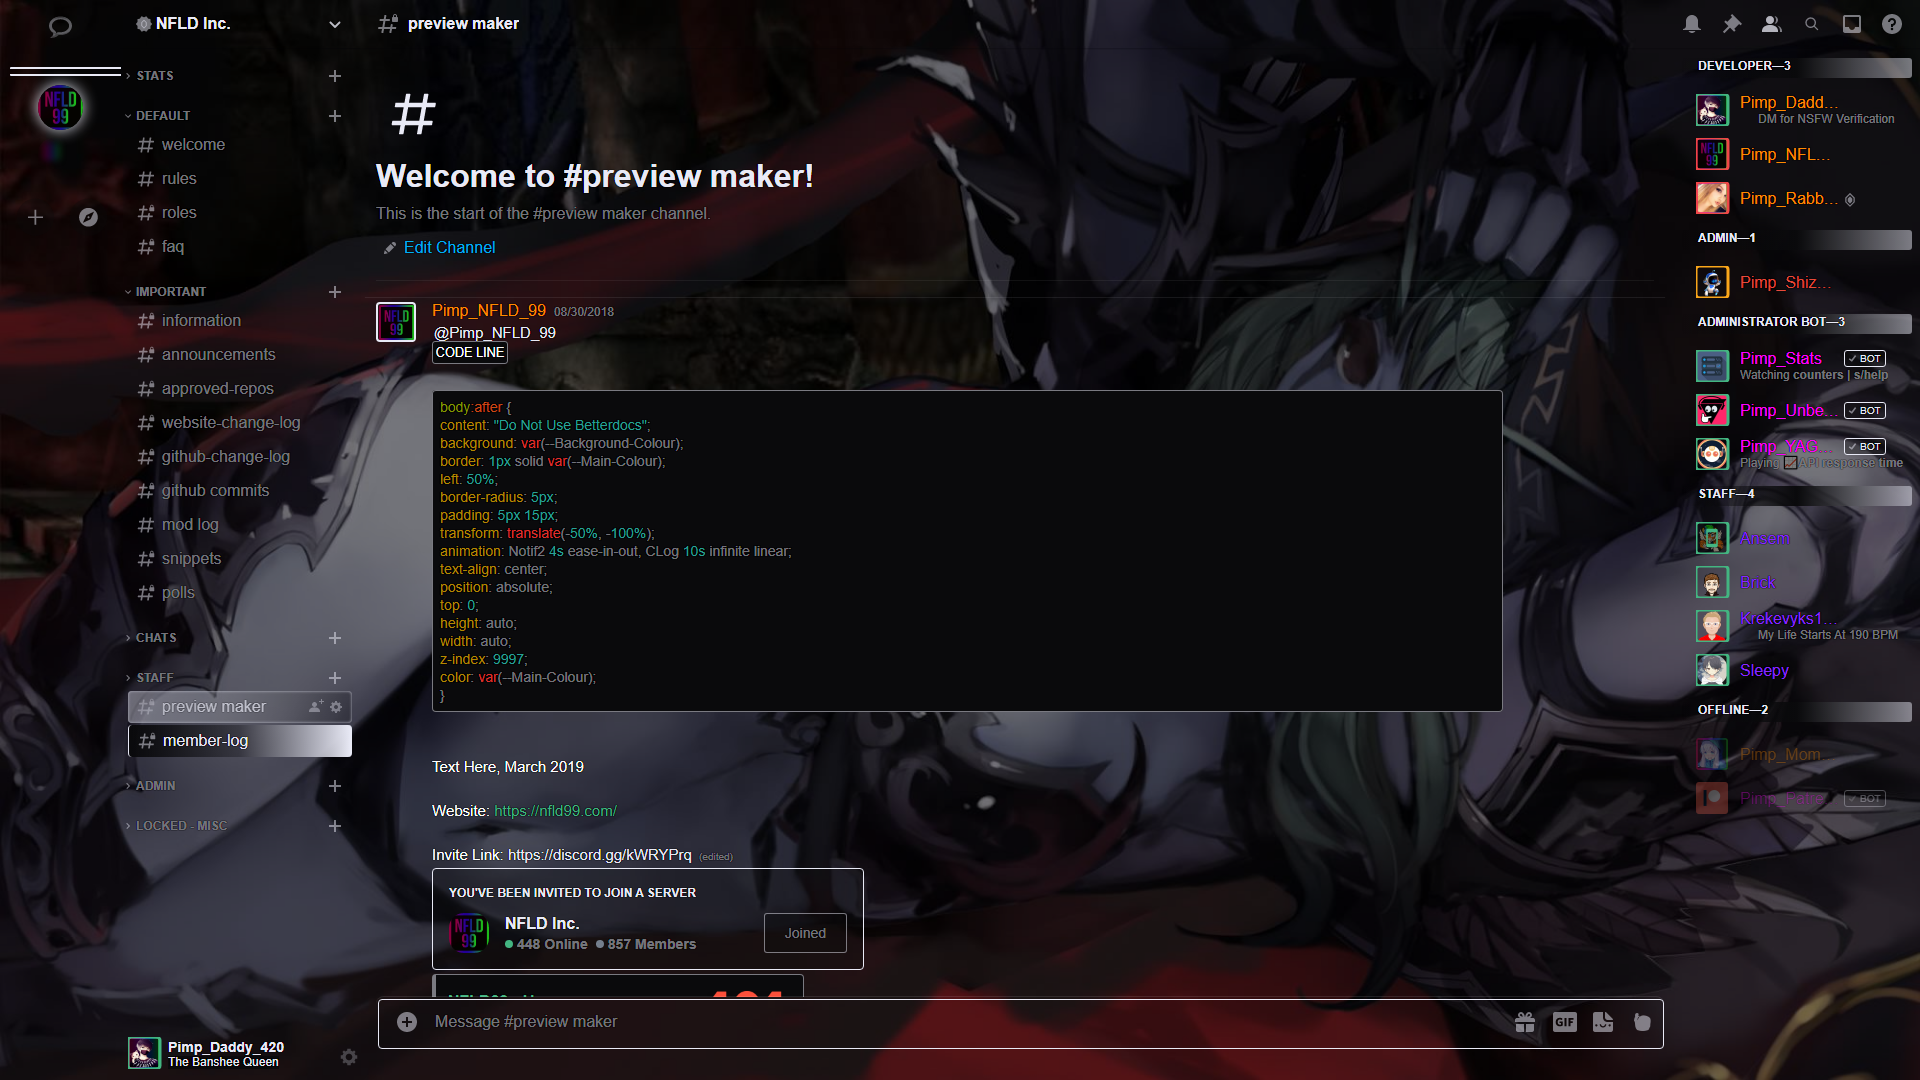 NFLD Inc.
preview maker
STATS
DEFAULT
welcome
rules
roles
faq
IMPORTANT
information
announcements
approved-repos
website-change-log
github-change-log
github commits
mod log
snippets
polls
CHATS
STAFF
preview maker
member-log
ADMIN
LOCKED - MISC
Pimp_Daddy_420
The Banshee Queen
NFLD
99
Welcome to #preview maker!
This is the start of the #preview maker channel.
Edit Channel
NFLD
99
Pimp_NFLD_99 08/30/2018
@Pimp_NFLD_99
CODE LINE
body:after {
content: "Do Not Use Betterdocs";
background: var(--Background-Colour);
border: 1px solid var(--Main-Colour);
left: 50%;
border-radius: 5px;
padding: 5px 15px;
transform: translate(-50%, -100%);
animation: Notif2 4s ease-in-out, CLog 10s infinite linear;
text-align: center;
position: absolute;
top: 0;
height: auto;
width: auto;
z-index: 9997;
color: var(--Main-Colour);
}
Text Here, March 2019
Website: https://nfld99.com/
Invite Link: https://discord.gg/kWRYPrq (edited)
YOU'VE BEEN INVITED TO JOIN A SERVER
NFLD
99
NFLD Inc.
448 Online 857 Members
Joined
Message #preview maker
GIF
DEVELOPER—3
Pimp_Dadd...
DM for NSFW Verification
NFLD
99
Pimp_NFL...
Pimp_Rabb...
ADMIN—1
Pimp_Shiz...
ADMINISTRATOR BOT—3
Pimp_Stats BOT
Watching counters | s/help
Pimp_Unbe... BOT
Pimp_YAG... BOT
Playing API response time
STAFF—4
Ansem
Brick
Krekevyks1...
My Life Starts At 190 BPM
Sleepy
OFFLINE—2
Pimp_Mom...
BOT